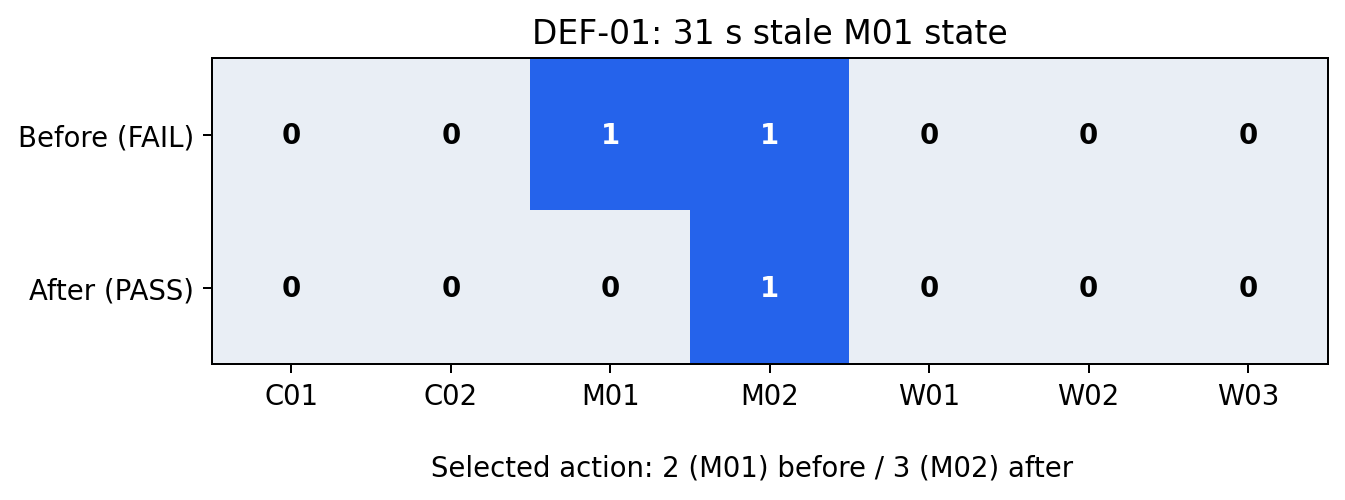 DEF-01: 31 s stale M01 state
Before (FAIL) 0 0 1 1 0 0 0
After (PASS) 0 0 0 1 0 0 0
C01 C02 M01 M02 W01 W02 W03
Selected action: 2 (M01) before / 3 (M02) after